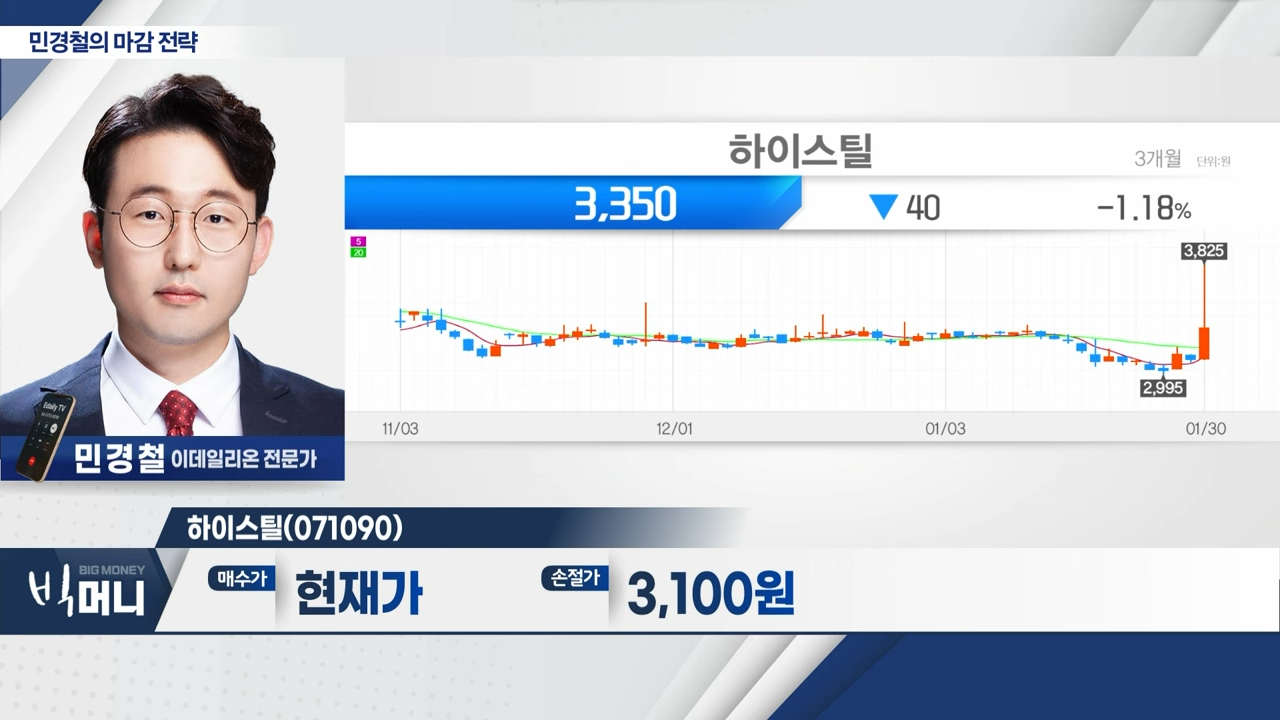 민경철의 마감 전략
하이스틸
3개월 단위:원
3,350 ▼ 40 -1.18%
5
20
3,825
2,995
11/03 12/01 01/03 01/30
Edaily TV
민경철 이데일리온 전문가
하이스틸(071090)
BIG MONEY
빅머니
매수가 현재가 손절가 3,100원